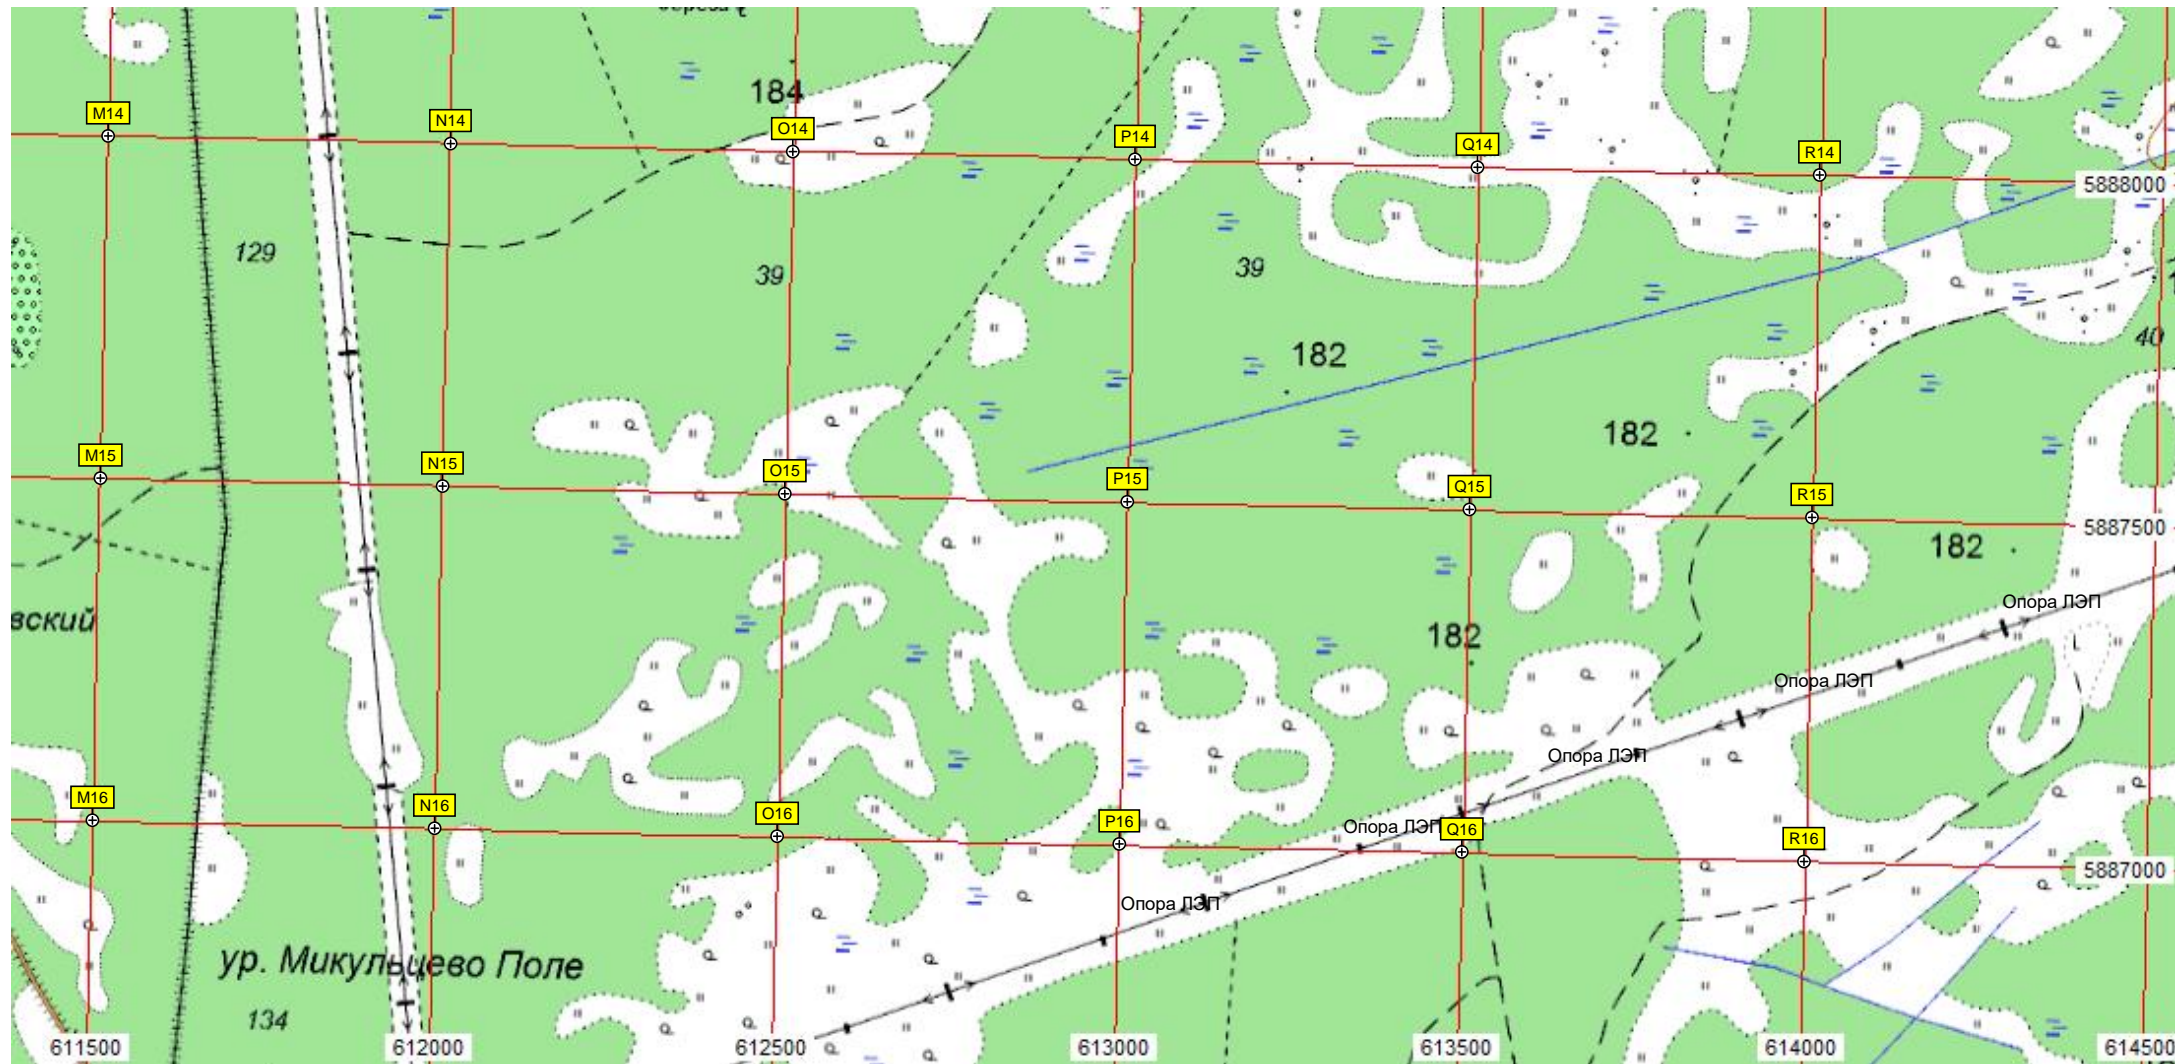 184
M14
N14
O14
P14
Q14
R14
5888000
129
39
39
40
182
182
M15
N15
O15
P15
Q15
R15
5887500
182
вский
Опора ЛЭП
182
Опора ЛЭП
Опора ЛЭП
M16
N16
O16
P16
Опора ЛЭП
Q16
R16
5887000
Опора ЛЭП
ур. Микульцево Поле
134
611500
612000
612500
613000
613500
614000
614500